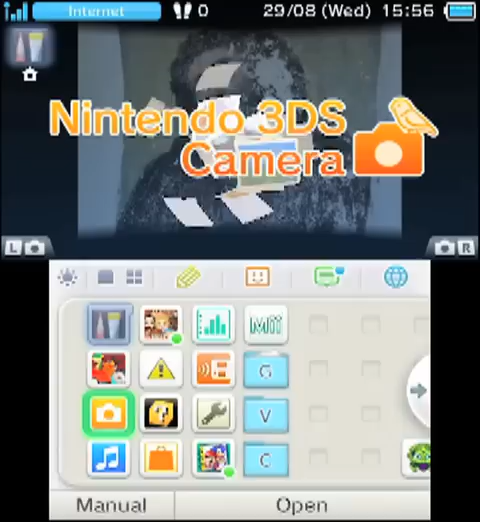 Internet 0 29/08 (Wed) 15:56
Nintendo 3DS
Camera
L R
Mii
G
V
C
Manual Open